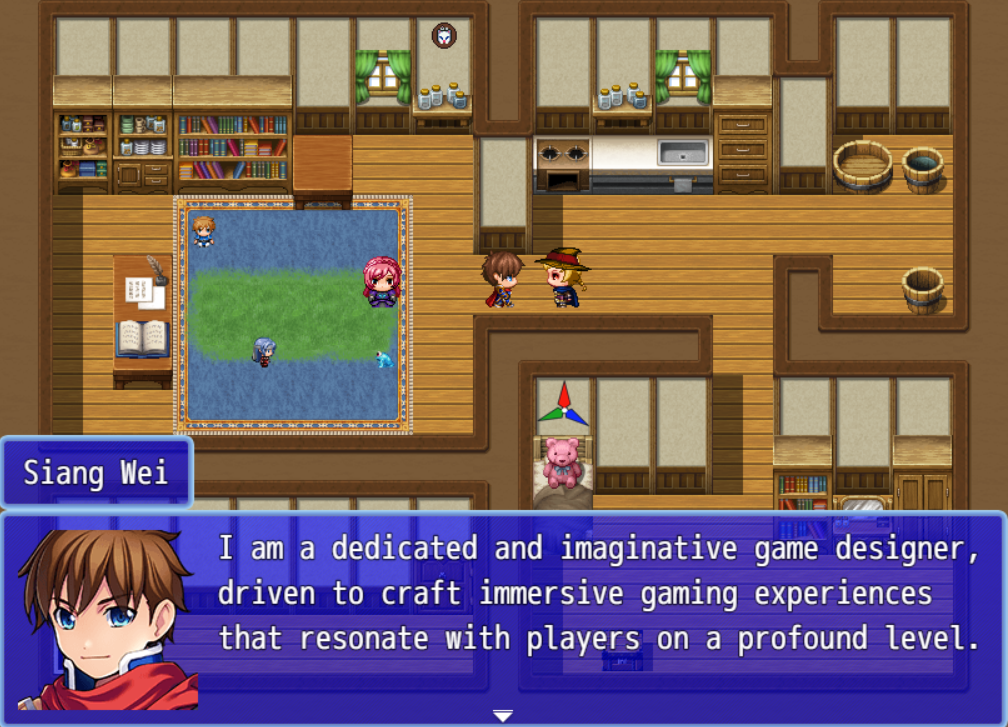 Siang Wei
I am a dedicated and imaginative game designer,
driven to craft immersive gaming experiences
that resonate with players on a profound level.